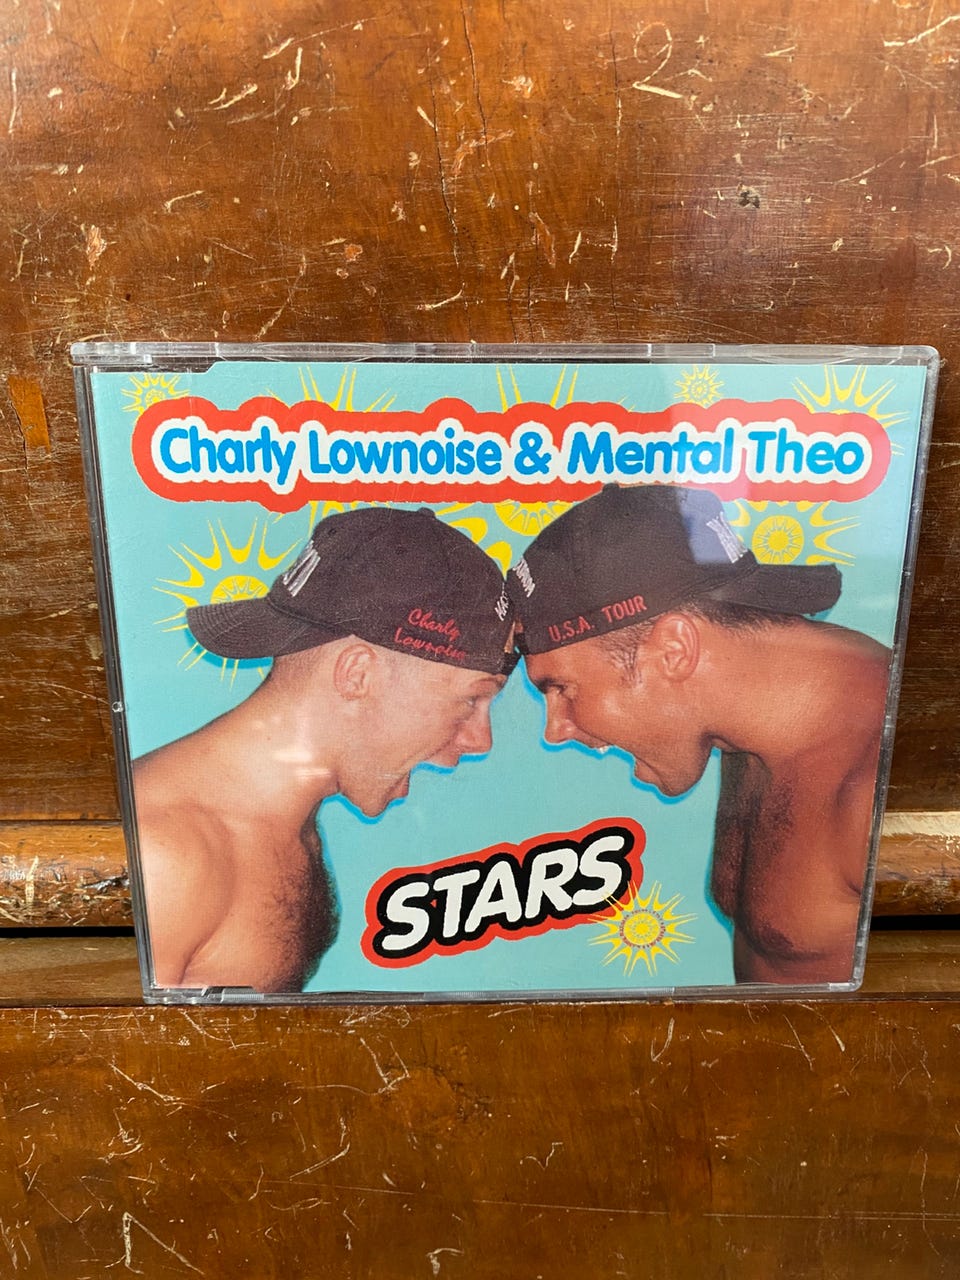 Charly Lownoise & Mental Theo
Charly
Lownoise
U.S.A. TOUR
STARS